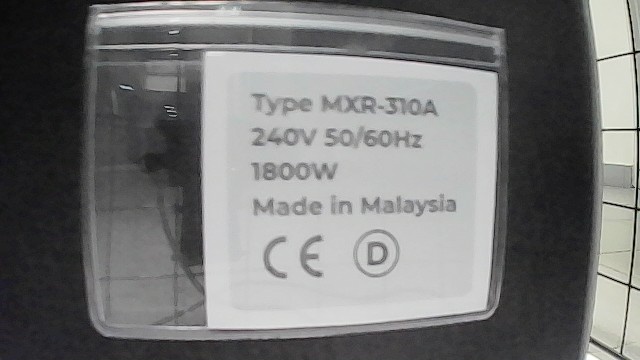 Type MXR-310A
240V 50/60Hz
1800W
Made in Malaysia
CE D